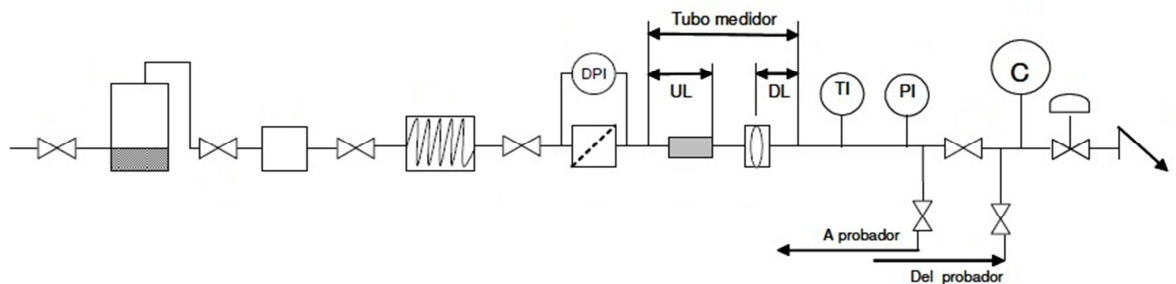 Tubo medidor
DPI
UL
DL
TI
PI
C
A probador
Del probador